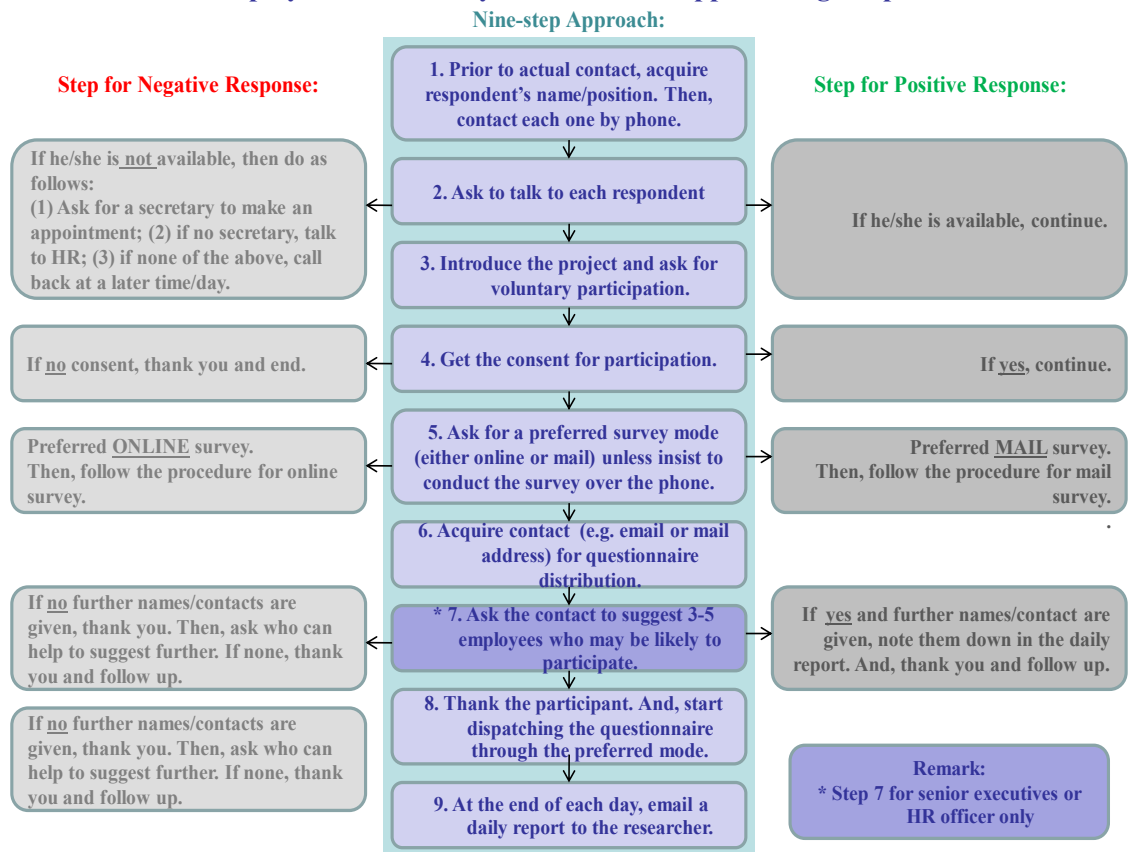 Nine-step Approach:
Step for Negative Response:
Step for Positive Response:
1. Prior to actual contact, acquire
respondent's name/position. Then,
contact each one by phone.
If he/she is not available, then do as
follows:
(1) Ask for a secretary to make an
appointment; (2) if no secretary, talk
to HR; (3) if none of the above, call
back at a later time/day.
2. Ask to talk to each respondent
If he/she is available, continue.
3. Introduce the project and ask for
voluntary participation.
If no consent, thank you and end.
4. Get the consent for participation.
If yes, continue.
Preferred ONLINE survey.
Then, follow the procedure for online
survey.
5. Ask for a preferred survey mode
(either online or mail) unless insist to
conduct the survey over the phone.
Preferred MAIL survey.
Then, follow the procedure for mail
survey.
.
6. Acquire contact (e.g. email or mail
address) for questionnaire
distribution.
If no further names/contacts are
given, thank you. Then, ask who can
help to suggest further. If none, thank
you and follow up.
* 7. Ask the contact to suggest 3-5
employees who may be likely to
participate.
If yes and further names/contact are
given, note them down in the daily
report. And, thank you and follow up.
If no further names/contacts are
given, thank you. Then, ask who can
help to suggest further. If none, thank
you and follow up.
8. Thank the participant. And, start
dispatching the questionnaire
through the preferred mode.
9. At the end of each day, email a
daily report to the researcher.
Remark:
* Step 7 for senior executives or
HR officer only